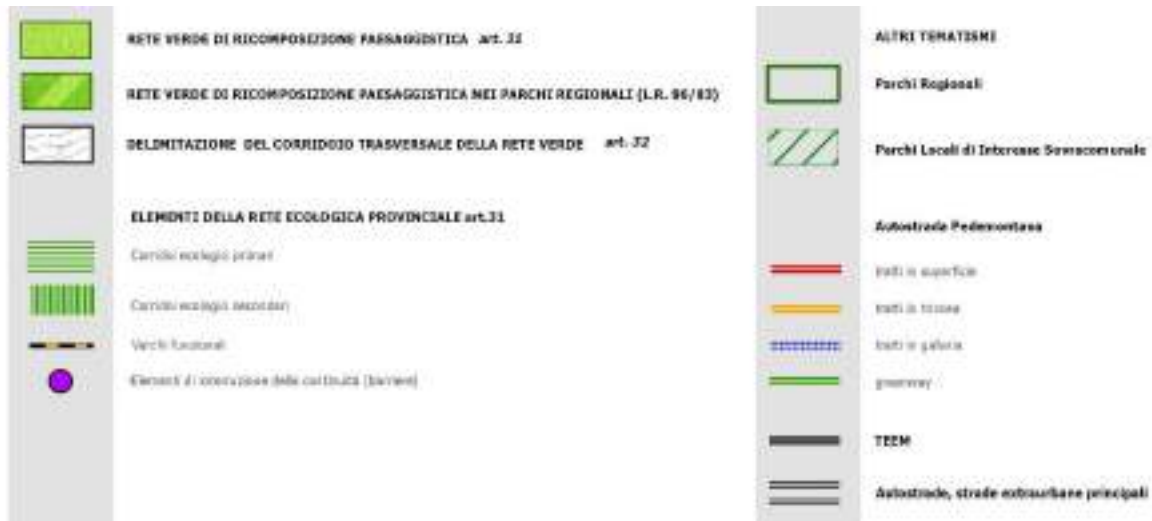 RETE VERDE DI RICOMPOSIZIONE PAESAGGISTICA art. 31
RETE VERDE DI RICOMPOSIZIONE PAESAGGISTICA NEI PARCHI REGIONALI (L.R. 86/83)
DELIMITAZIONE DEL CORRIDOIO TRASVERSALE DELLA RETE VERDE art. 32
ELEMENTI DELLA RETE ECOLOGICA PROVINCIALE art.31
Corridoi ecologici primari
Corridoi ecologici secondari
Varchi funzionali
Elementi di interruzione della continuità (barriere)
ALTRI TEMATISMI
Parchi Regionali
Parchi Locali di Interesse Sovracomunale
Autostrada Pedemontana
tratti in superficie
tratti in trincea
tratti in galleria
greenway
TEEM
Autostrade, strade extraurbane principali